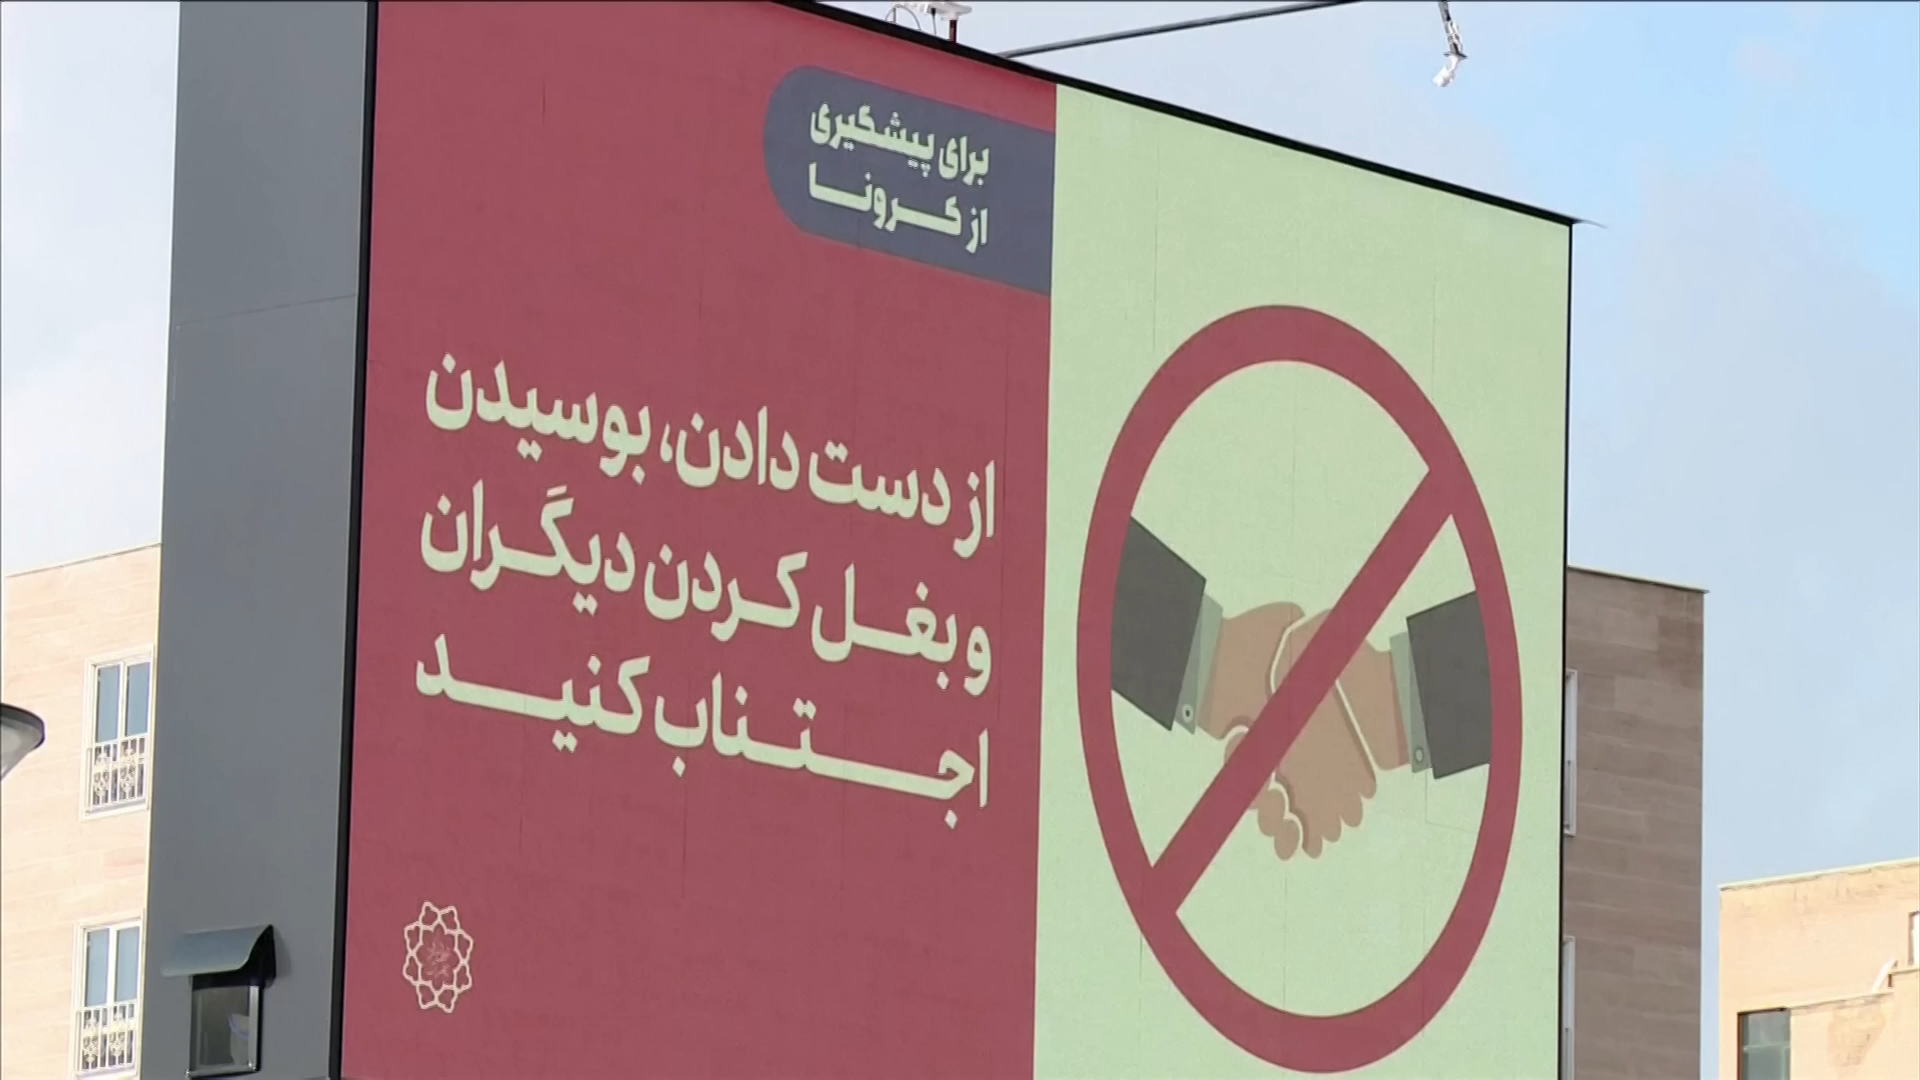 برای پیشگیری
از کرونا
از دست دادن، بوسیدن
و بغل کردن دیگران
اجتناب کنید